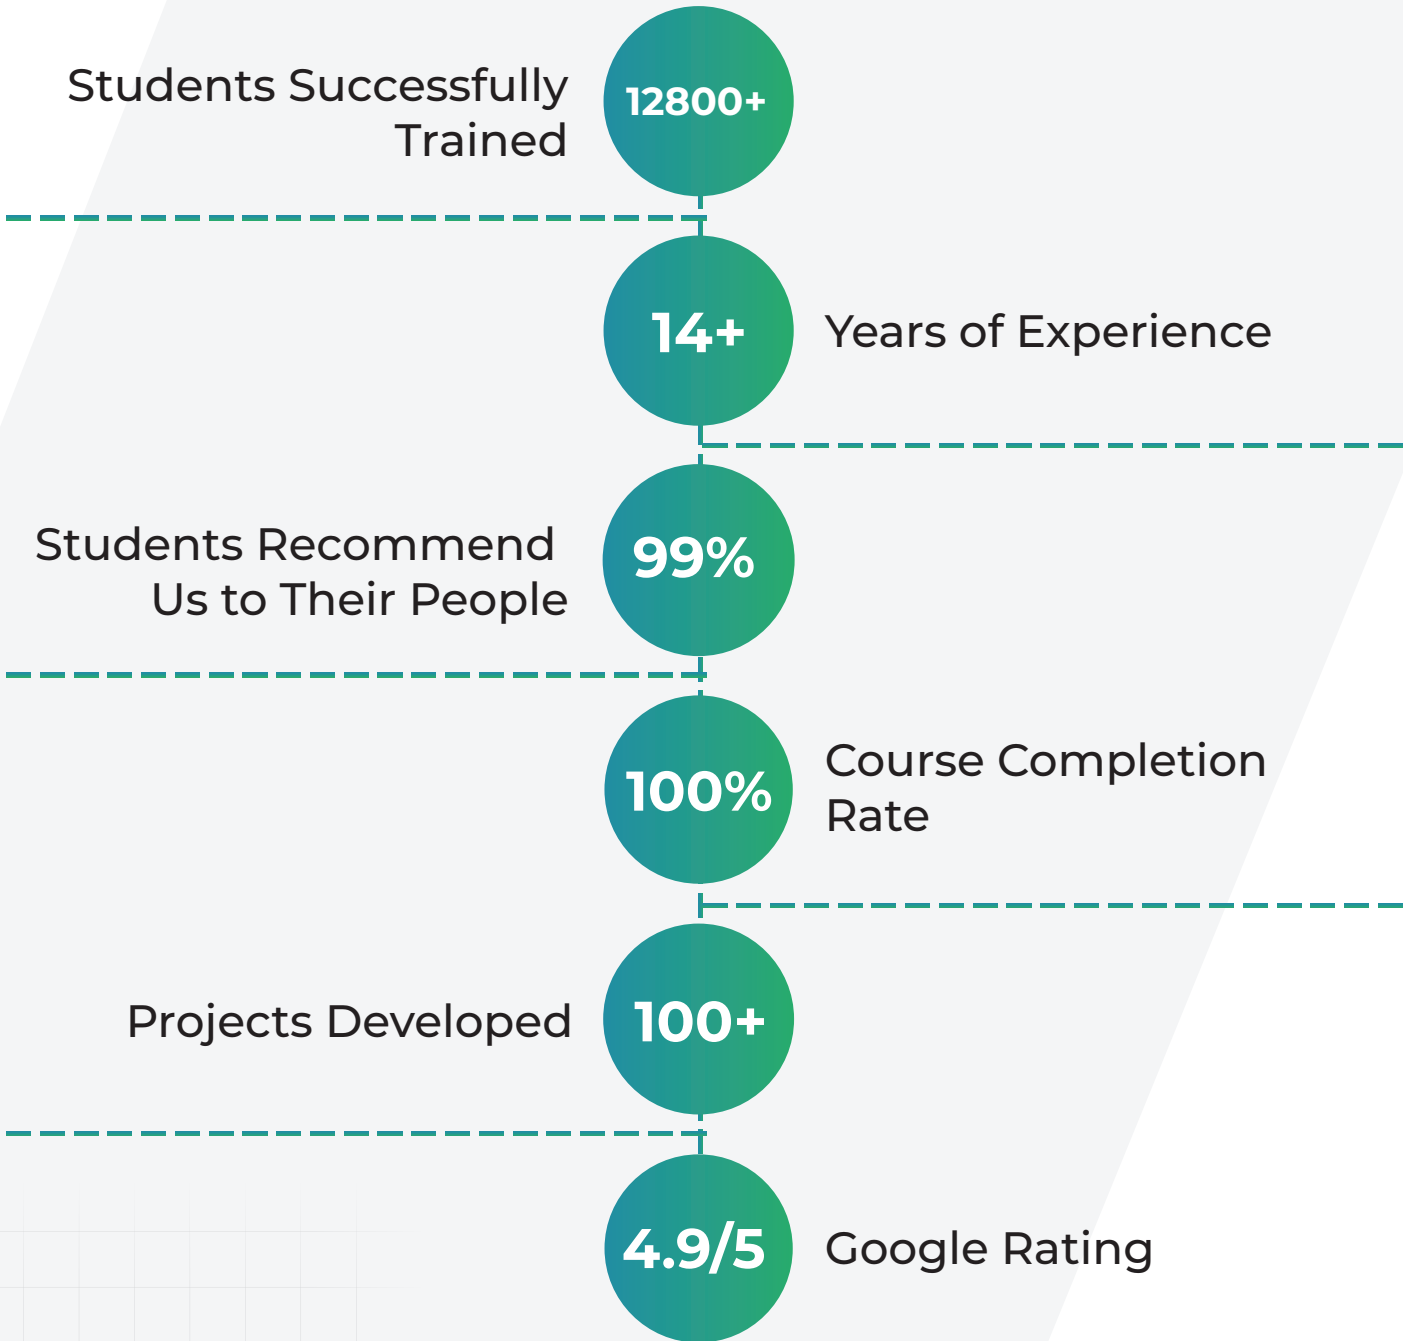 Students Successfully
Trained
12800+
14+
Years of Experience
Students Recommend
Us to Their People
99%
100%
Course Completion
Rate
Projects Developed
100+
4.9/5
Google Rating